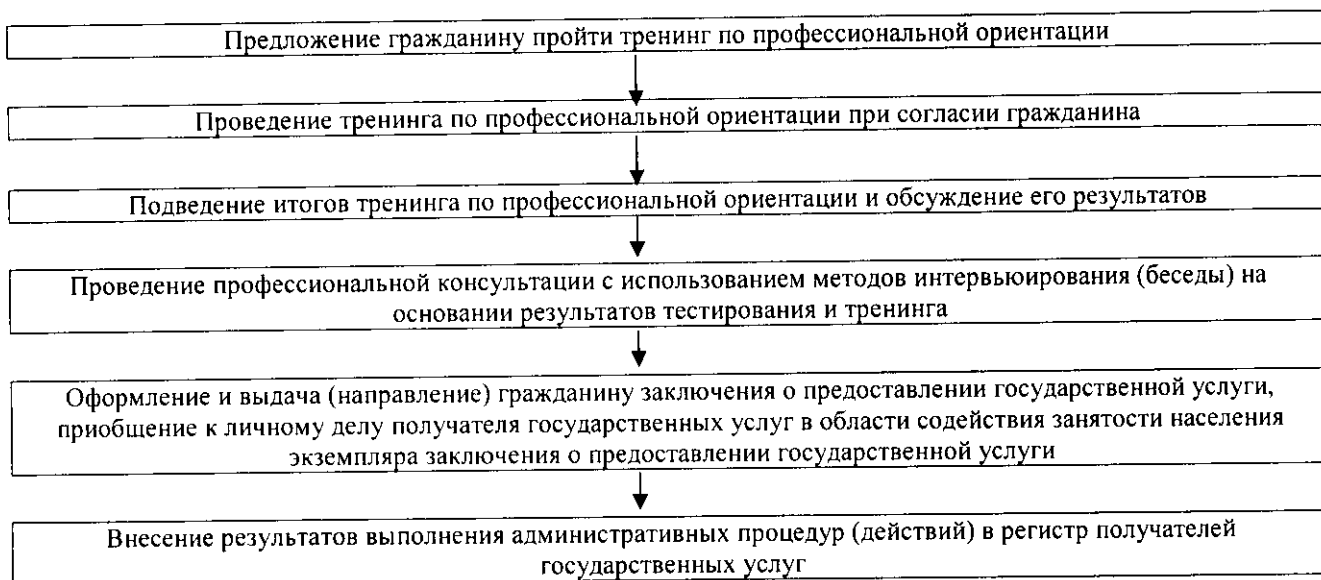 Предложение гражданину пройти тренинг по профессиональной ориентации
Проведение тренинга по профессиональной ориентации при согласии гражданина
Подведение итогов тренинга по профессиональной ориентации и обсуждение его результатов
Проведение профессиональной консультации с использованием методов интервьюирования (беседы) на
основании результатов тестирования и тренинга
Оформление и выдача (направление) гражданину заключения о предоставлении государственной услуги,
приобщение к личному делу получателя государственных услуг в области содействия занятости населения
экземпляра заключения о предоставлении государственной услуги
Внесение результатов выполнения административных процедур (действий) в регистр получателей
государственных услуг